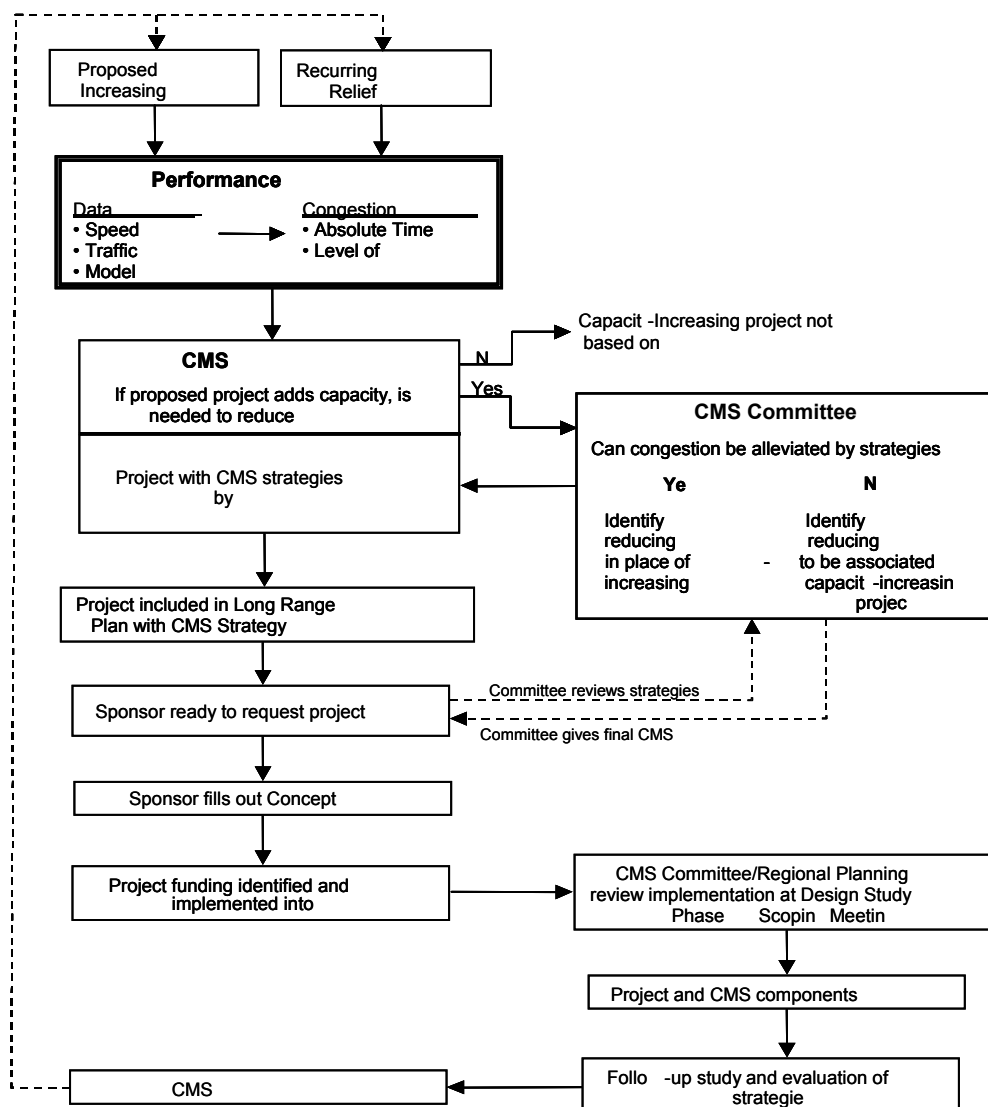 Proposed
Increasing
Recurring
Relief
Performance
Data
• Speed
• Traffic
• Model
Congestion
• Absolute Time
• Level of
Capacit -Increasing project not
based on
CMS
N
If proposed project adds capacity, is
needed to reduce
Yes
CMS Committee
Can congestion be alleviated by strategies
Ye
N
Identify
reducing
in place of
increasing
-
Identify
reducing
to be associated
capacit -increasin
projec
Project with CMS strategies
by
Project included in Long Range
Plan with CMS Strategy
Committee reviews strategies
Sponsor ready to request project
Committee gives final CMS
Sponsor fills out Concept
Project funding identified and
implemented into
CMS Committee/Regional Planning
review implementation at Design Study
Phase Scopin Meetin
Project and CMS components
Follo -up study and evaluation of
strategie
CMS